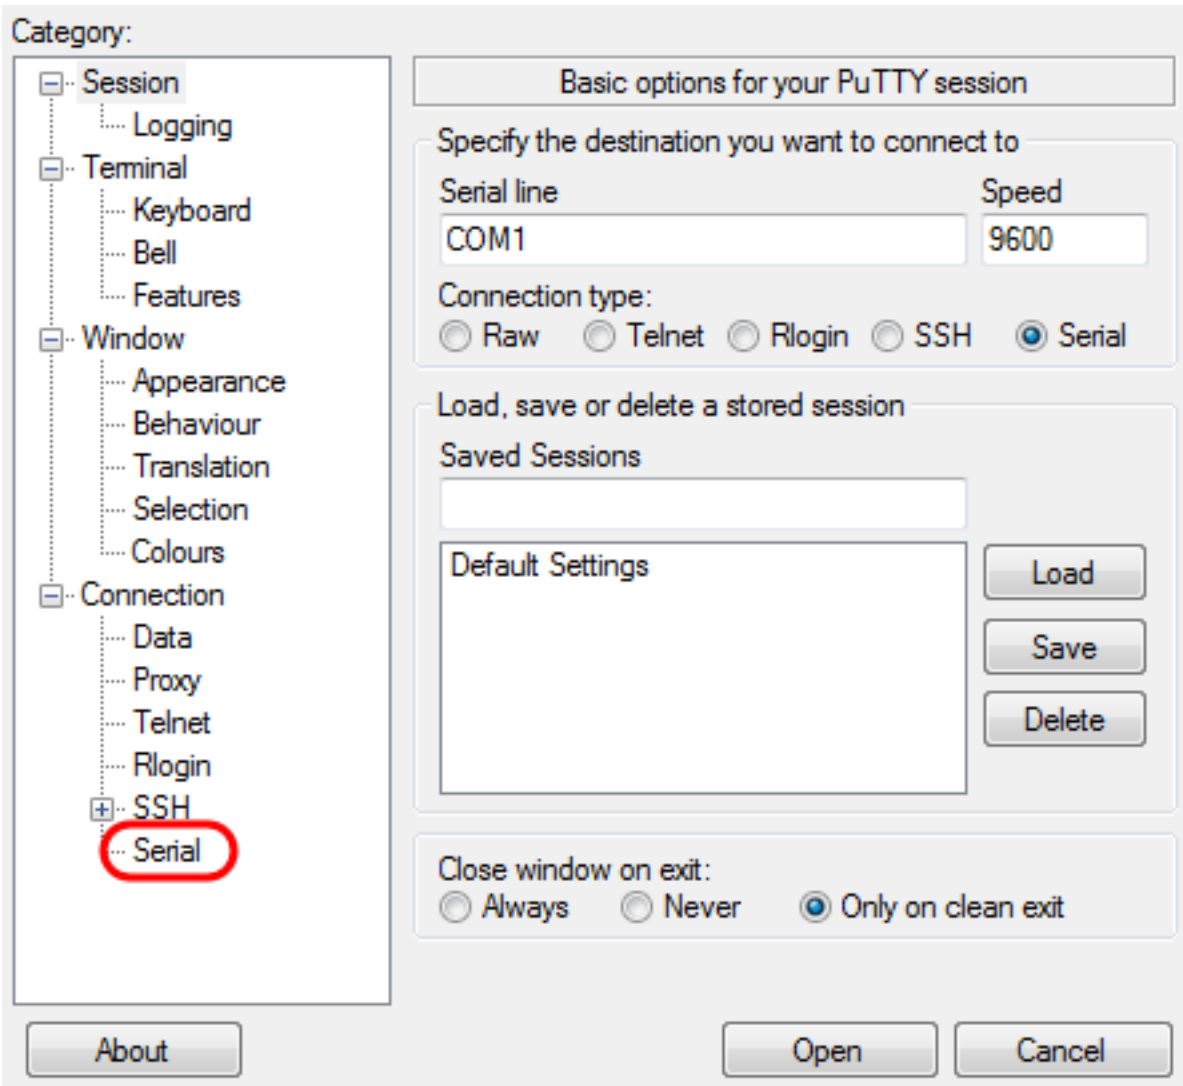 Category:
Session
Logging
Terminal
Keyboard
Bell
Features
Window
Appearance
Behaviour
Translation
Selection
Colours
Connection
Data
Proxy
Telnet
Rlogin
SSH
Serial
Basic options for your PuTTY session
Specify the destination you want to connect to
Serial line Speed
COM1 9600
Connection type:
Raw Telnet Rlogin SSH Serial
Load, save or delete a stored session
Saved Sessions
Default Settings
Load
Save
Delete
Close window on exit:
Always Never Only on clean exit
About Open Cancel